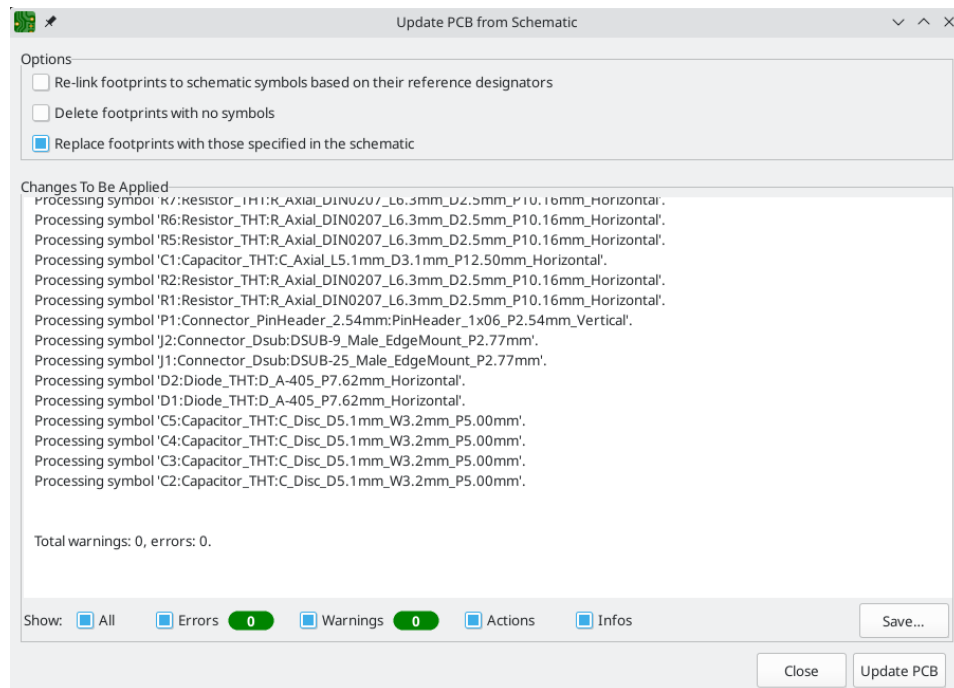 Update PCB from Schematic
Options
Re-link footprints to schematic symbols based on their reference designators
Delete footprints with no symbols
Replace footprints with those specified in the schematic
Changes To Be Applied
Processing symbol 'R7:Resistor_THT:R_Axial_DIN0207_L6.3mm_D2.5mm_P10.16mm_Horizontal'.
Processing symbol 'R6:Resistor_THT:R_Axial_DIN0207_L6.3mm_D2.5mm_P10.16mm_Horizontal'.
Processing symbol 'R5:Resistor_THT:R_Axial_DIN0207_L6.3mm_D2.5mm_P10.16mm_Horizontal'.
Processing symbol 'C1:Capacitor_THT:C_Axial_L5.1mm_D3.1mm_P12.50mm_Horizontal'.
Processing symbol 'R2:Resistor_THT:R_Axial_DIN0207_L6.3mm_D2.5mm_P10.16mm_Horizontal'.
Processing symbol 'R1:Resistor_THT:R_Axial_DIN0207_L6.3mm_D2.5mm_P10.16mm_Horizontal'.
Processing symbol 'P1:Connector_PinHeader_2.54mm:PinHeader_1x06_P2.54mm_Vertical'.
Processing symbol 'J2:Connector_Dsub:DSUB-9_Male_EdgeMount_P2.77mm'.
Processing symbol 'J1:Connector_Dsub:DSUB-25_Male_EdgeMount_P2.77mm'.
Processing symbol 'D2:Diode_THT:D_A-405_P7.62mm_Horizontal'.
Processing symbol 'D1:Diode_THT:D_A-405_P7.62mm_Horizontal'.
Processing symbol 'C5:Capacitor_THT:C_Disc_D5.1mm_W3.2mm_P5.00mm'.
Processing symbol 'C4:Capacitor_THT:C_Disc_D5.1mm_W3.2mm_P5.00mm'.
Processing symbol 'C3:Capacitor_THT:C_Disc_D5.1mm_W3.2mm_P5.00mm'.
Processing symbol 'C2:Capacitor_THT:C_Disc_D5.1mm_W3.2mm_P5.00mm'.
Total warnings: 0, errors: 0.
Show: All Errors 0 Warnings 0 Actions Infos Save...
Close Update PCB